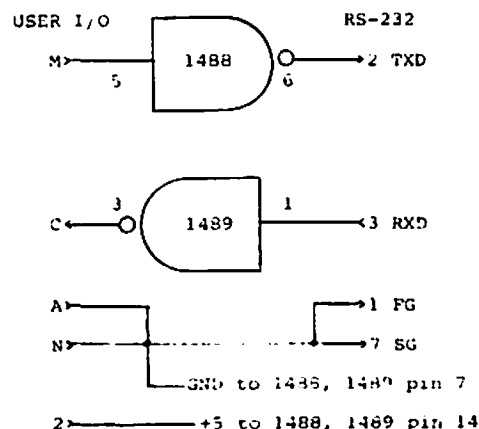 USER I/O RS-232
M 5 1488 6 2 TXD
C 3 1489 1 3 RXD
A 1 FG
N 7 SG
GND to 1488, 1489 pin 7
2 +5 to 1488, 1489 pin 14